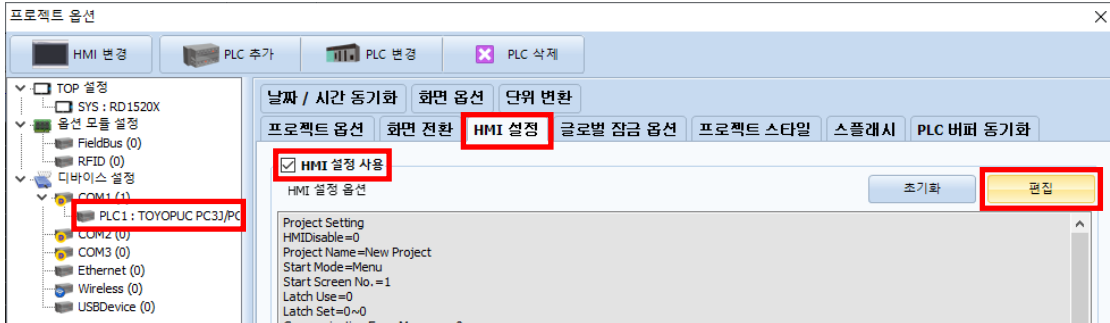 프로젝트 옵션
HMI 변경
PLC 추가
PLC 변경
PLC 삭제
TOP 설정
SYS : RD1520X
옵션 모듈 설정
FieldBus (0)
RFID (0)
디바이스 설정
COM1 (1)
PLC1 : TOYOPUC PC3J/PC
COM2 (0)
COM3 (0)
Ethernet (0)
Wireless (0)
USBDevice (0)
날짜 / 시간 동기화
화면 옵션
단위 변환
프로젝트 옵션
화면 전환
HMI 설정
글로벌 잠금 옵션
프로젝트 스타일
스플래시
PLC 버퍼 동기화
HMI 설정 사용
HMI 설정 옵션
초기화
편집
Project Setting
HMIDisable=0
Project Name=New Project
Start Mode=Menu
Start Screen No.=1
Latch Use=0
Latch Set=0~0